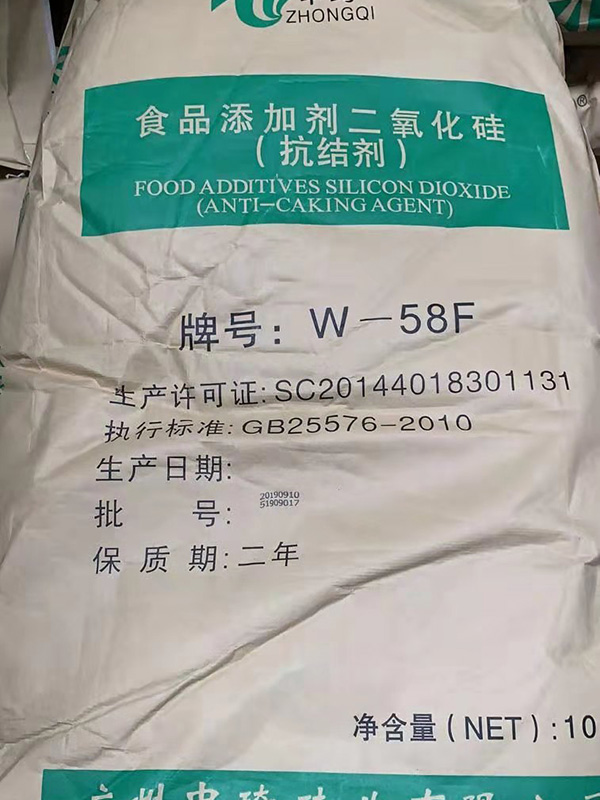 ZHONGQI
®
食品添加剂二氧化硅
(抗结剂)
FOOD ADDITIVES SILICON DIOXIDE
(ANTI-CAKING AGENT)
牌号: W-58F
生产许可证: SC20144018301131
执行标准: GB25576-2010
生产日期:
20190910
批 号:
51909017
保 质 期: 二年
净含量(NET):10